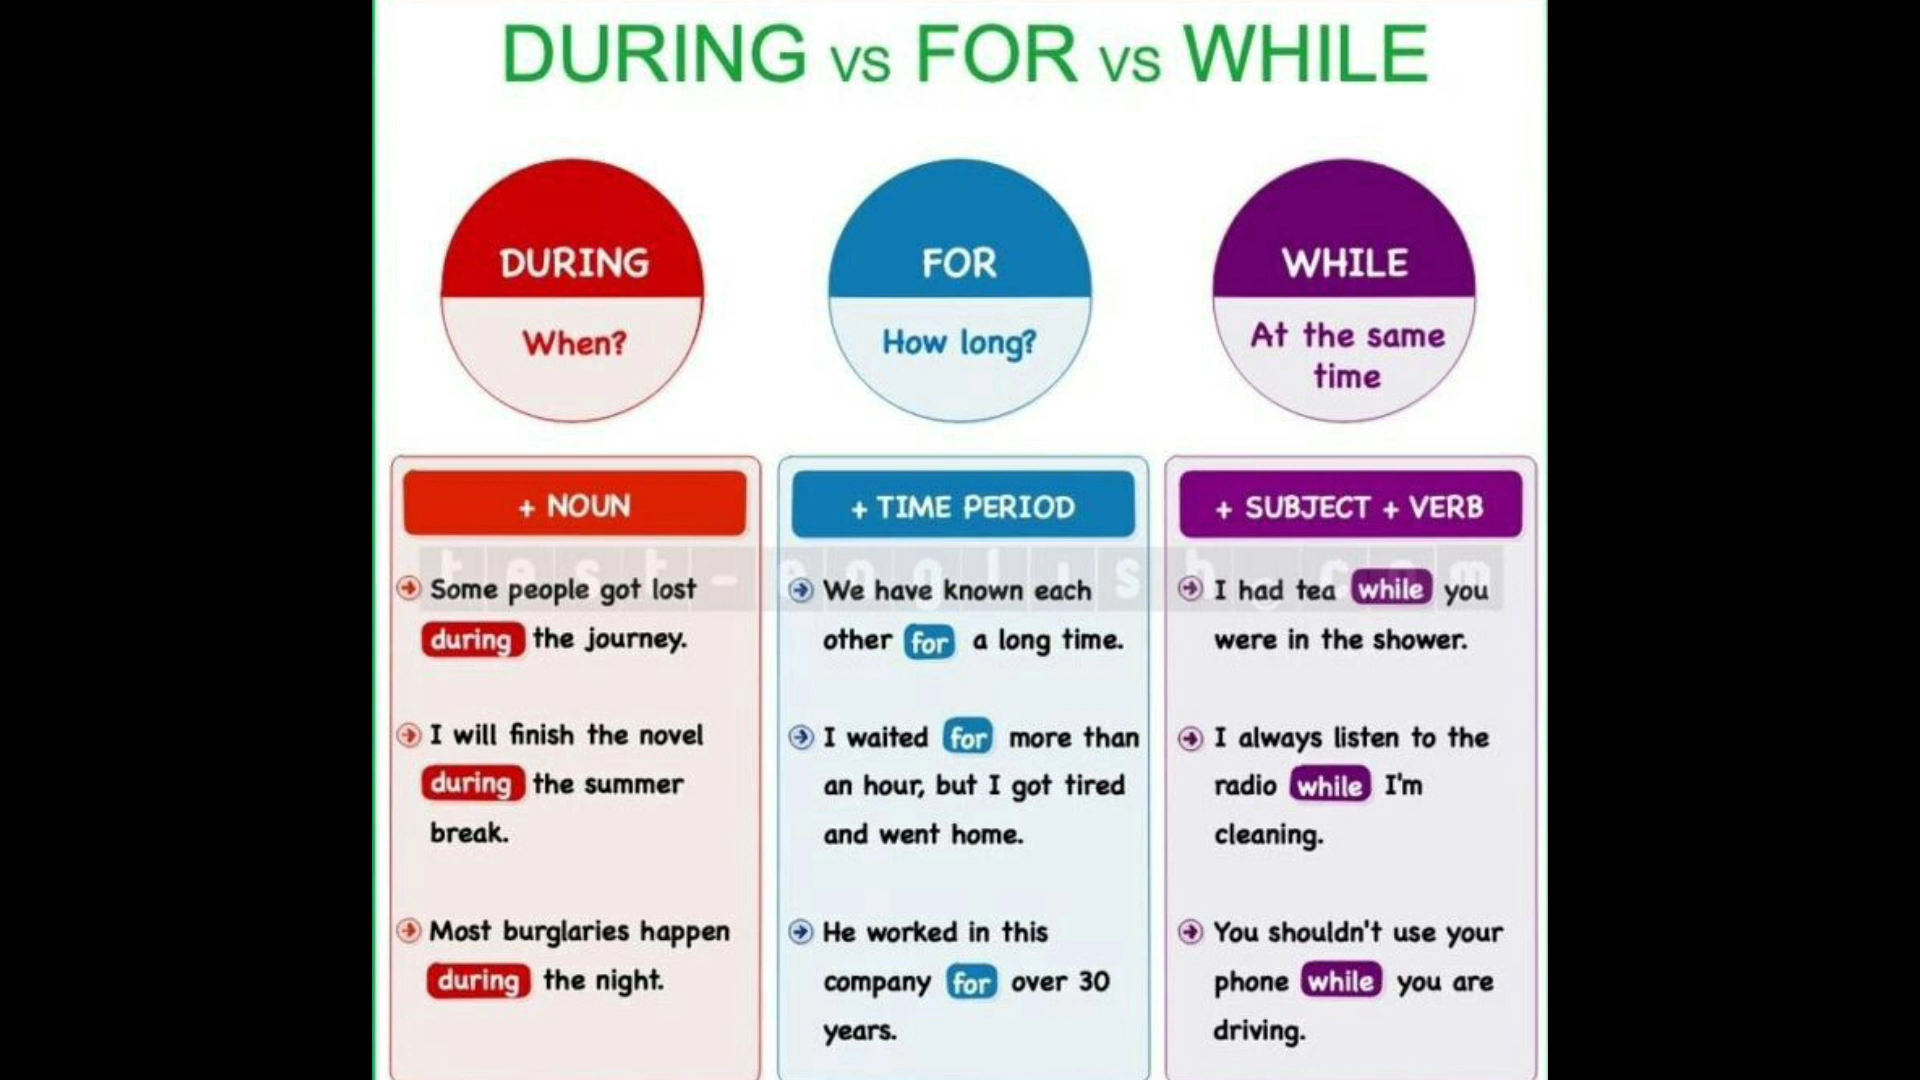 DURING vs FOR vs WHILE
DURING
When?
FOR
How long?
WHILE
At the same
time
+ NOUN
Some people got lost
during the journey.
I will finish the novel
during the summer
break.
Most burglaries happen
during the night.
+ TIME PERIOD
We have known each
other for a long time.
I waited for more than
an hour, but I got tired
and went home.
He worked in this
company for over 30
years.
+ SUBJECT + VERB
I had tea while you
were in the shower.
I always listen to the
radio while I'm
cleaning.
You shouldn't use your
phone while you are
driving.
test-english.com